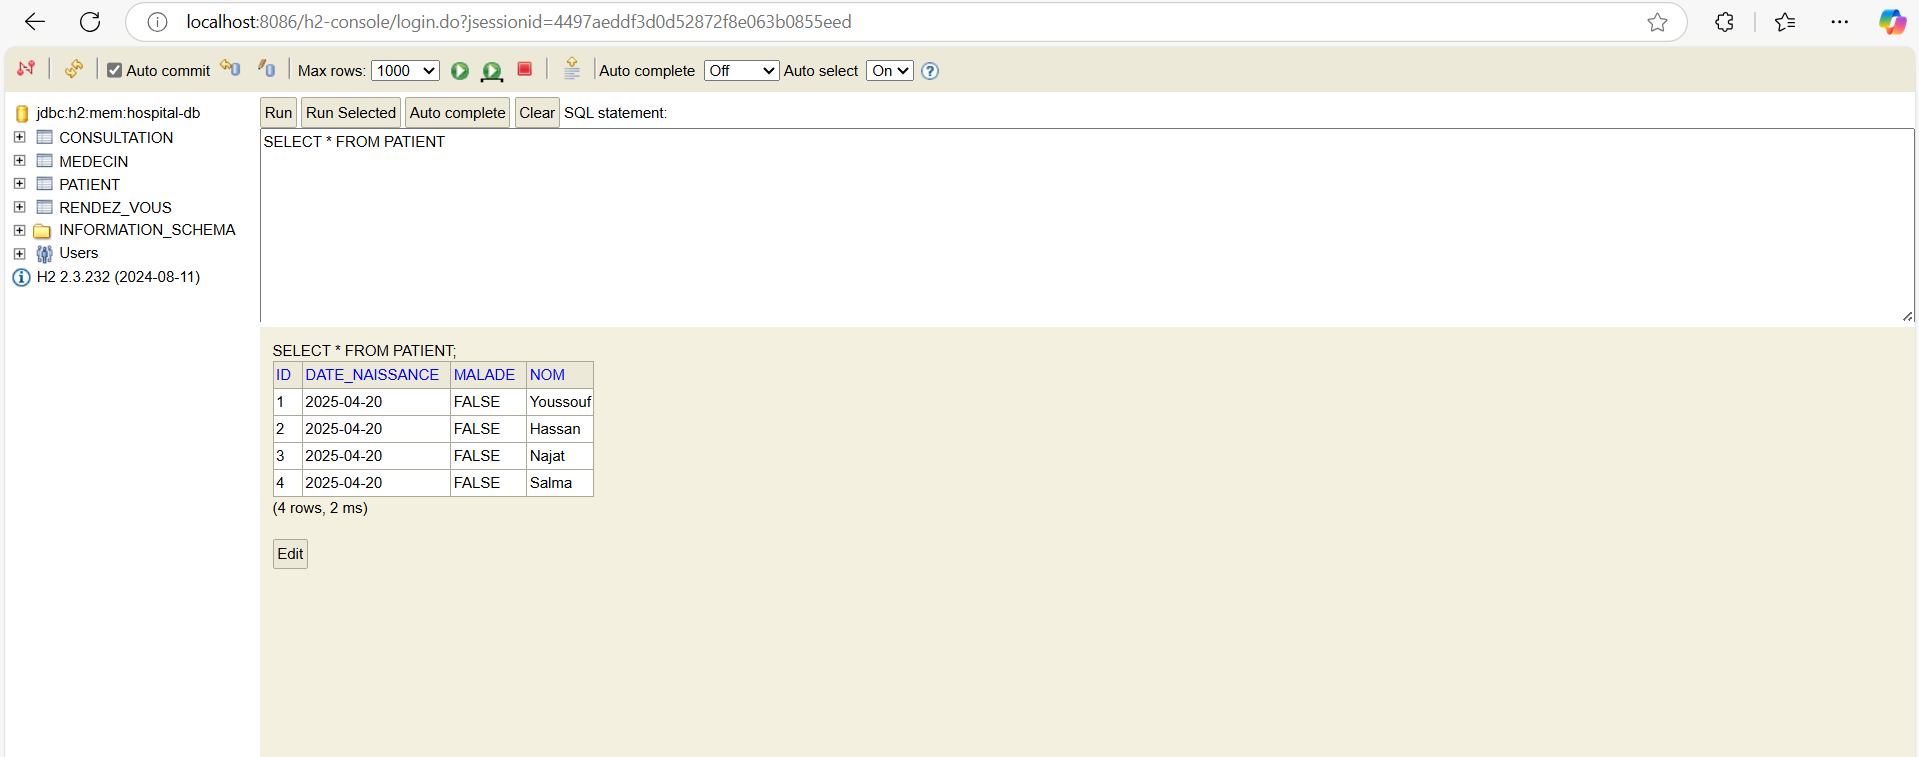 localhost:8086/h2-console/login.do?jsessionid=4497aeddf3d0d52872f8e063b0855eed
Auto commit Max rows: 1000 Auto complete Off Auto select On ?
jdbc:h2:mem:hospital-db
CONSULTATION
MEDECIN
PATIENT
RENDEZ_VOUS
INFORMATION_SCHEMA
Users
H2 2.3.232 (2024-08-11)
Run Run Selected Auto complete Clear SQL statement:
SELECT * FROM PATIENT
SELECT * FROM PATIENT;
ID DATE_NAISSANCE MALADE NOM
1 2025-04-20 FALSE Youssouf
2 2025-04-20 FALSE Hassan
3 2025-04-20 FALSE Najat
4 2025-04-20 FALSE Salma
(4 rows, 2 ms)
Edit